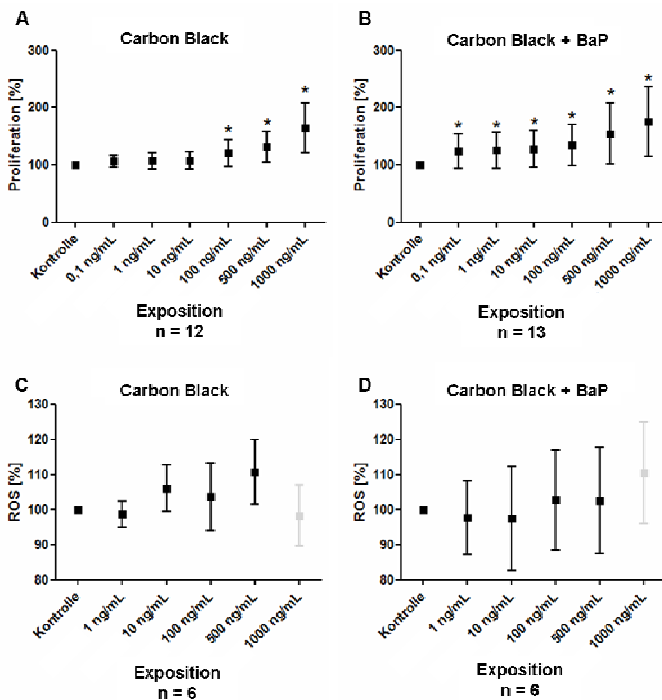 A
Carbon Black
Proliferation [%]
300
200
100
0
*
*
*
Kontrolle
0,1 ng/mL
1 ng/mL
10 ng/mL
100 ng/mL
500 ng/mL
1000 ng/mL
Exposition
n = 12
B
Carbon Black + BaP
Proliferation [%]
300
200
100
0
*
*
*
*
*
*
Kontrolle
0,1 ng/mL
1 ng/mL
10 ng/mL
100 ng/mL
500 ng/mL
1000 ng/mL
Exposition
n = 13
C
Carbon Black
ROS [%]
130
120
110
100
90
80
Kontrolle
1 ng/mL
10 ng/mL
100 ng/mL
500 ng/mL
1000 ng/mL
Exposition
n = 6
D
Carbon Black + BaP
ROS [%]
130
120
110
100
90
80
Kontrolle
1 ng/mL
10 ng/mL
100 ng/mL
500 ng/mL
1000 ng/mL
Exposition
n = 6